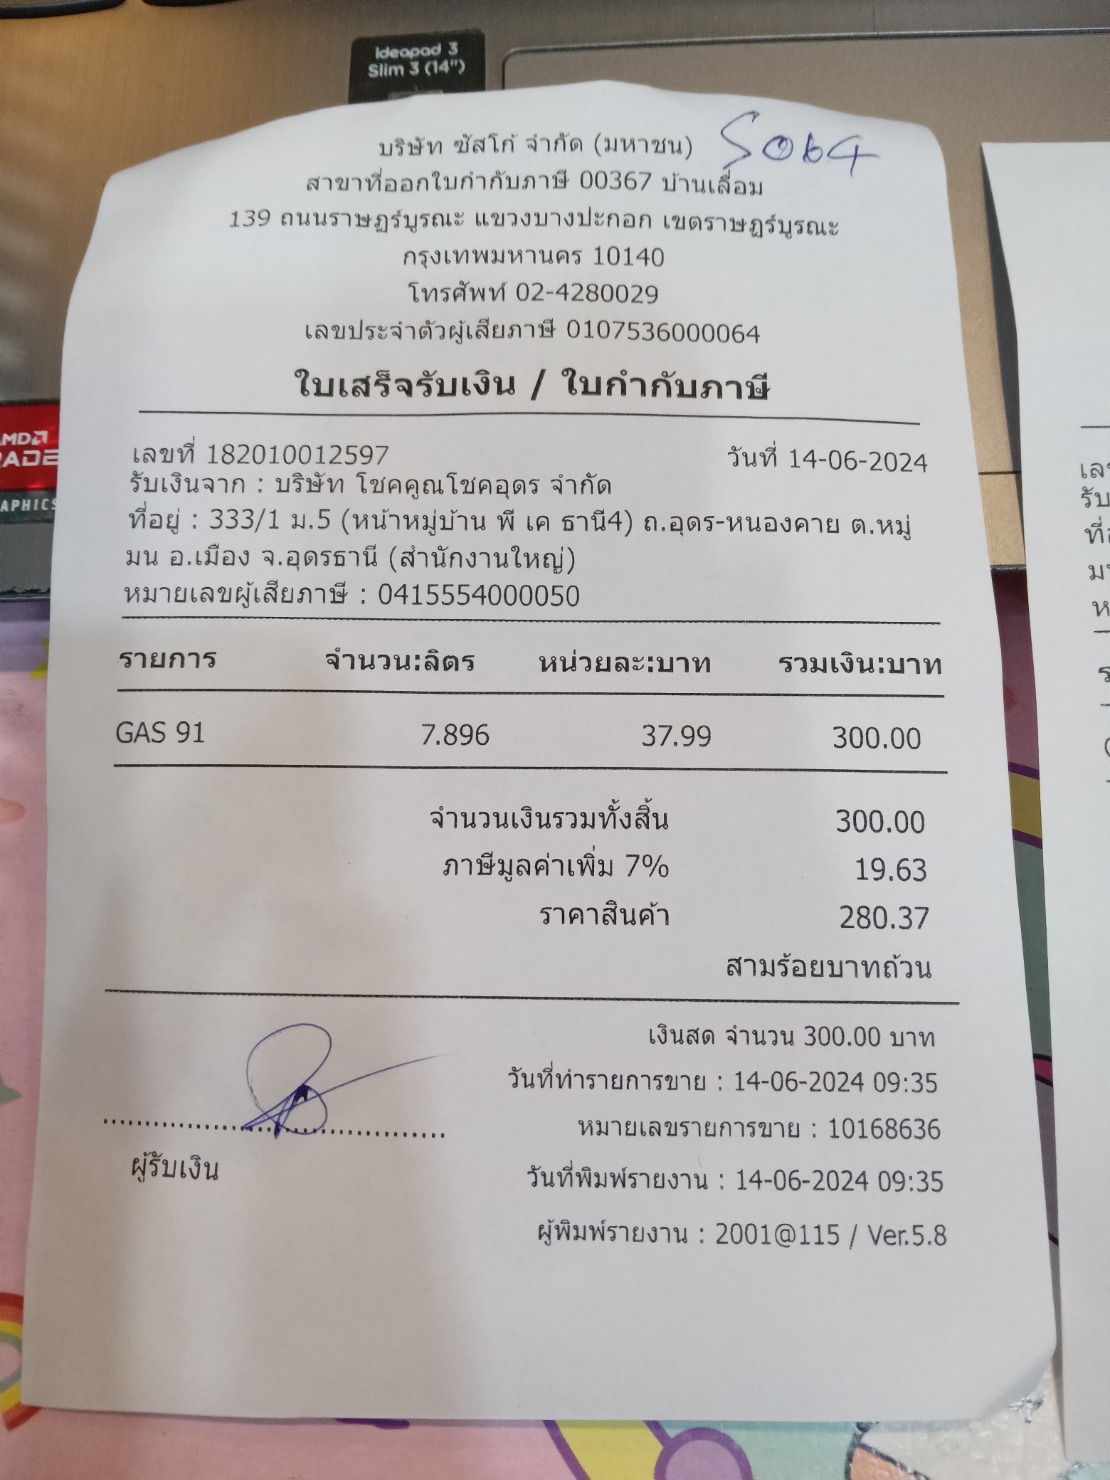 ideapad 3
Slim 3 (14")
บริษัท ซัสโก้ จำกัด (มหาชน) S064
สาขาที่ออกใบกำกับภาษี 00367 บ้านเลื่อม
139 ถนนราษฎร์บูรณะ แขวงบางปะกอก เขตราษฎร์บูรณะ
กรุงเทพมหานคร 10140
โทรศัพท์ 02-4280029
เลขประจำตัวผู้เสียภาษี 0107536000064
ใบเสร็จรับเงิน / ใบกำกับภาษี
เลขที่ 182010012597 วันที่ 14-06-2024
รับเงินจาก : บริษัท โชคคูณโชคอุดร จำกัด
ที่อยู่ : 333/1 ม.5 (หน้าหมู่บ้าน พี เค ธานี4) ถ.อุดร-หนองคาย ต.หมู่
มน อ.เมือง จ.อุดรธานี (สำนักงานใหญ่)
หมายเลขผู้เสียภาษี : 0415554000050
รายการ จำนวน:ลิตร หน่วยละ:บาท รวมเงิน:บาท
GAS 91 7.896 37.99 300.00
จำนวนเงินรวมทั้งสิ้น 300.00
ภาษีมูลค่าเพิ่ม 7% 19.63
ราคาสินค้า 280.37
สามร้อยบาทถ้วน
เงินสด จำนวน 300.00 บาท
วันที่ทำรายการขาย : 14-06-2024 09:35
หมายเลขรายการขาย : 10168636
ผู้รับเงิน
วันที่พิมพ์รายงาน : 14-06-2024 09:35
ผู้พิมพ์รายงาน : 2001@115 / Ver.5.8